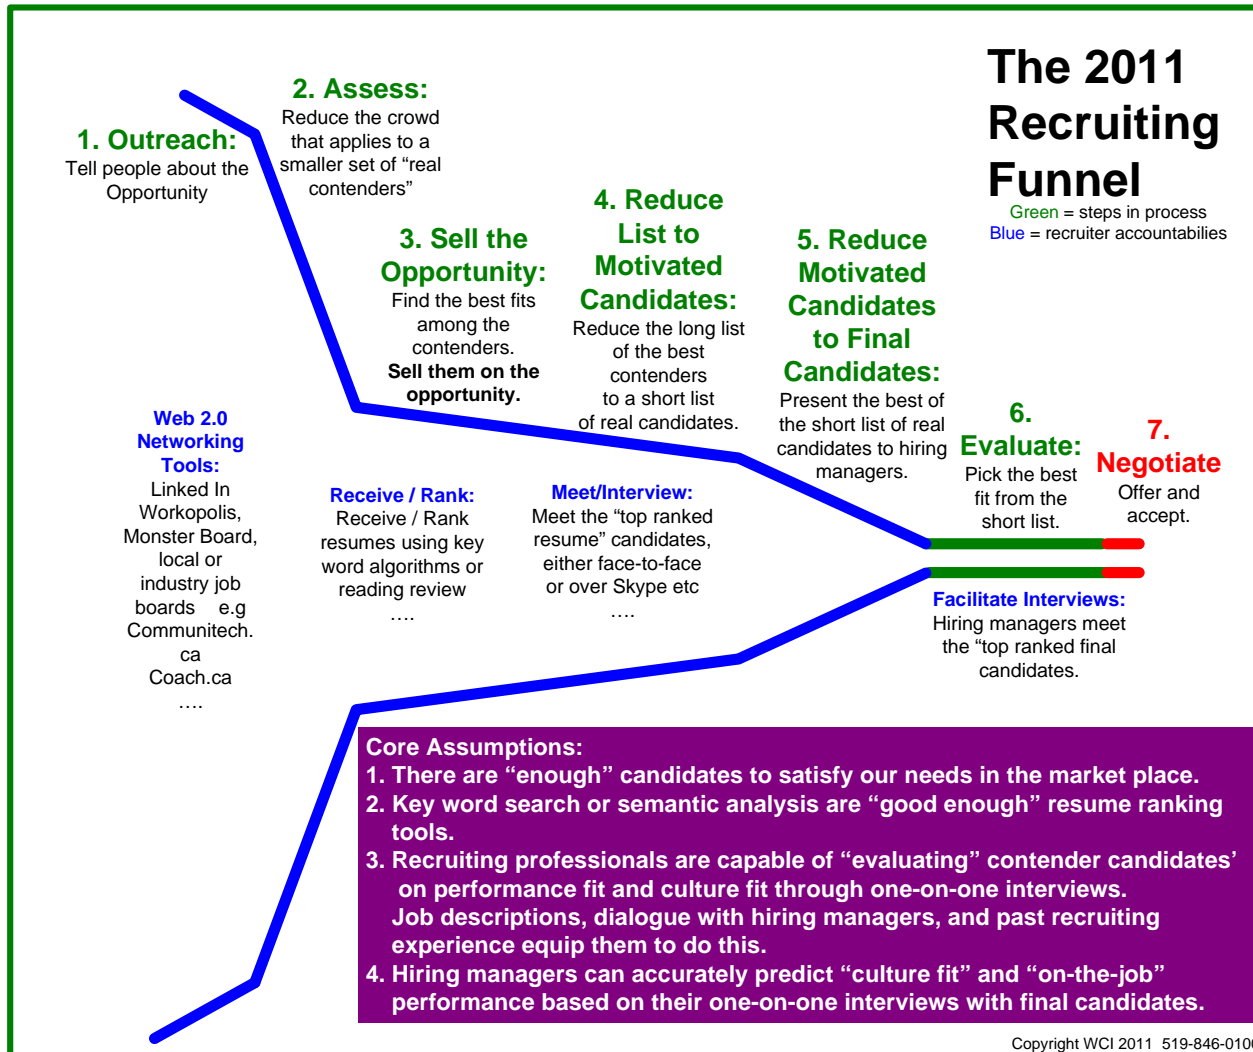 The 2011
Recruiting
Funnel
Green = steps in process
Blue = recruiter accountabilies
1. Outreach:
Tell people about the
Opportunity
2. Assess:
Reduce the crowd
that applies to a
smaller set of “real
contenders”
3. Sell the
Opportunity:
Find the best fits
among the
contenders.
Sell them on the
opportunity.
4. Reduce
List to
Motivated
Candidates:
Reduce the long list
of the best
contenders
to a short list
of real candidates.
5. Reduce
Motivated
Candidates
to Final
Candidates:
Present the best of
the short list of real
candidates to hiring
managers.
6.
Evaluate:
Pick the best
fit from the
short list.
7.
Negotiate
Offer and
accept.
Web 2.0
Networking
Tools:
Linked In
Workopolis,
Monster Board,
local or
industry job
boards e.g
Communitech.
ca
Coach.ca
….
Receive / Rank:
Receive / Rank
resumes using key
word algorithms or
reading review
….
Meet/Interview:
Meet the “top ranked
resume” candidates,
either face-to-face
or over Skype etc
….
Facilitate Interviews:
Hiring managers meet
the “top ranked final
candidates.
Core Assumptions:
1. There are “enough” candidates to satisfy our needs in the market place.
2. Key word search or semantic analysis are “good enough” resume ranking
tools.
3. Recruiting professionals are capable of “evaluating” contender candidates’
on performance fit and culture fit through one-on-one interviews.
Job descriptions, dialogue with hiring managers, and past recruiting
experience equip them to do this.
4. Hiring managers can accurately predict “culture fit” and “on-the-job”
performance based on their one-on-one interviews with final candidates.
Copyright WCI 2011 519-846-0100